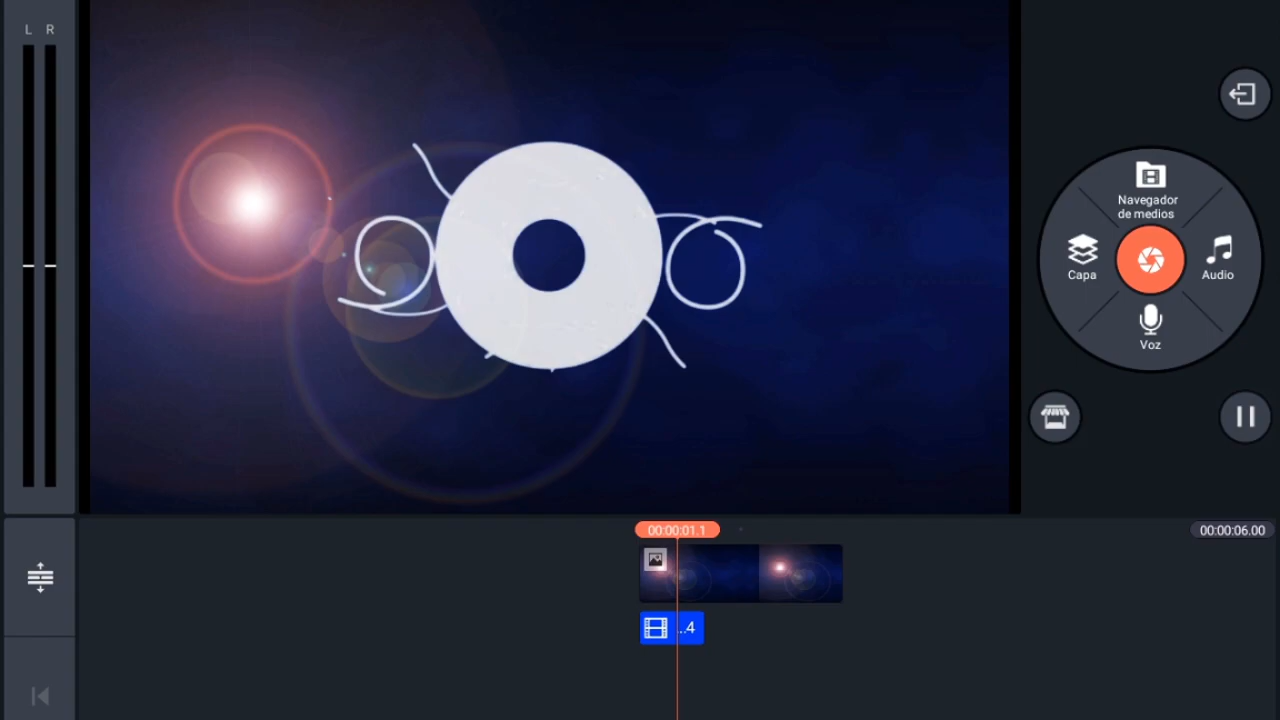 L R
Navegador
de medios
Capa
Audio
Voz
00:00:01.1
00:00:06.00
..4